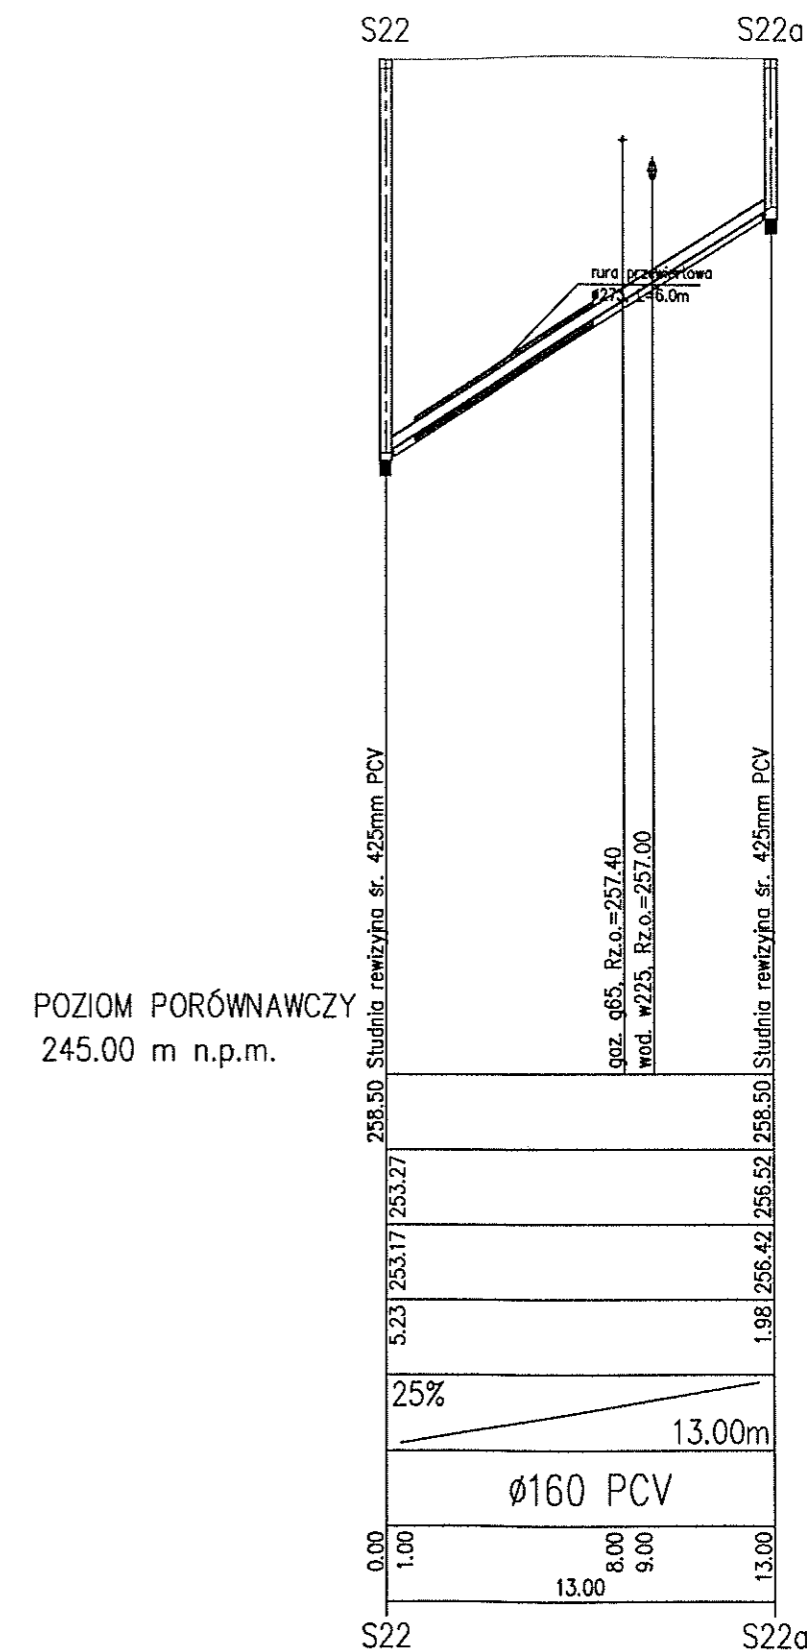 S22 S22a
rura przewiertowa
ø273, L=6.0m
Studnia rewizyjna śr. 425mm PCV
gaz. g65, Rz.o.=257.40
wod. w225, Rz.o.=257.00
Studnia rewizyjna śr. 425mm PCV
POZIOM PORÓWNAWCZY
245.00 m n.p.m.
258.50 258.50
253.27 256.52
253.17 256.42
5.23 1.98
25%
13.00m
ø160 PCV
0.00 1.00 8.00 9.00 13.00
13.00
S22 S22a